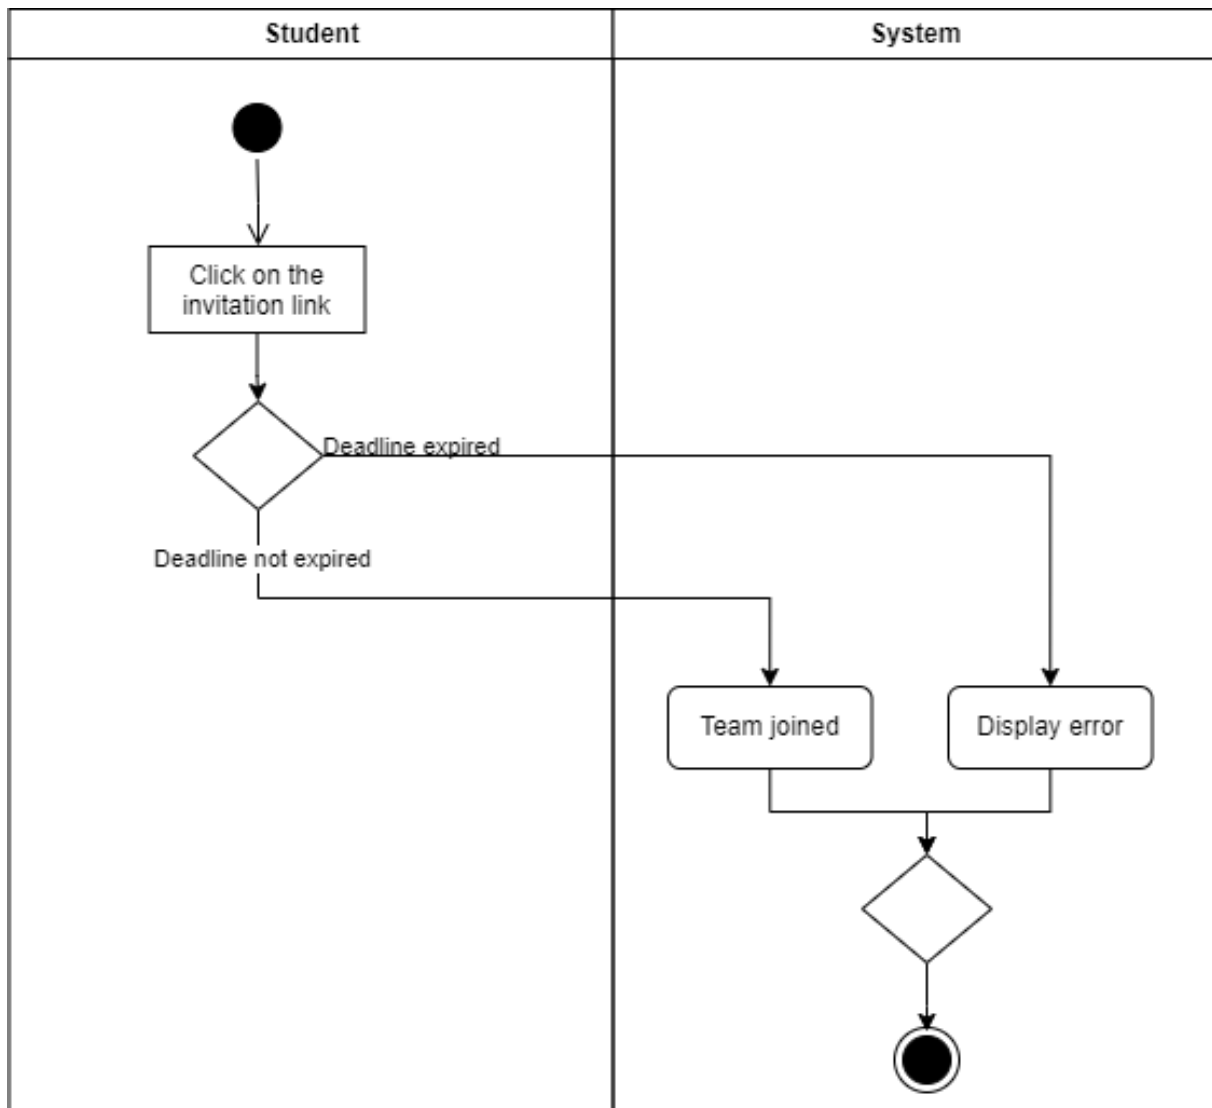 Student
System
Click on the
invitation link
Deadline expired
Deadline not expired
Team joined
Display error